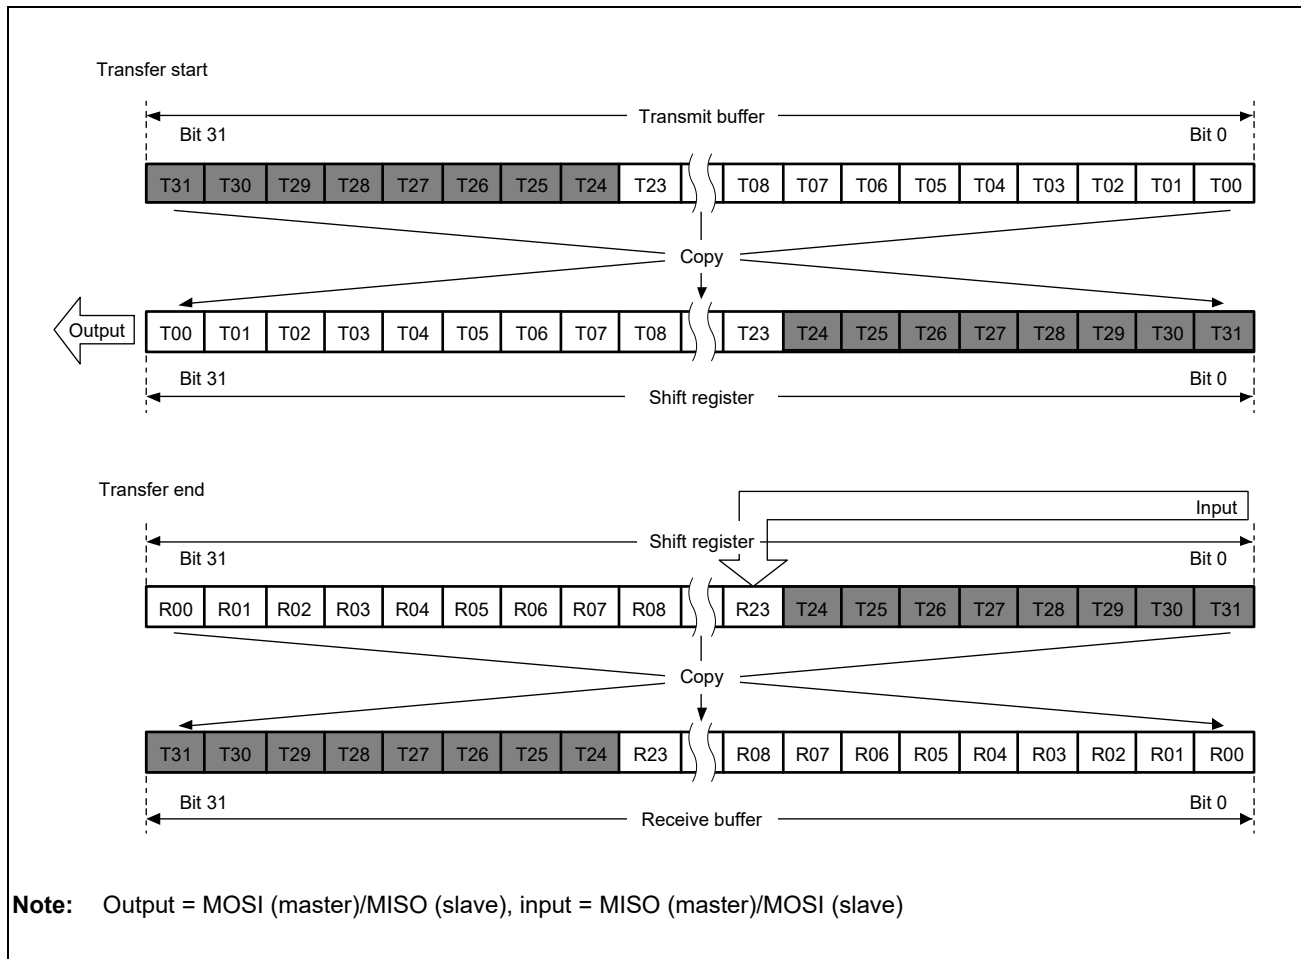 Transfer start
Transmit buffer
Bit 31 Bit 0
T31 T30 T29 T28 T27 T26 T25 T24 T23 T08 T07 T06 T05 T04 T03 T02 T01 T00
Copy
Output T00 T01 T02 T03 T04 T05 T06 T07 T08 T23 T24 T25 T26 T27 T28 T29 T30 T31
Bit 31 Bit 0
Shift register
Transfer end
Input
Shift register
Bit 31 Bit 0
R00 R01 R02 R03 R04 R05 R06 R07 R08 R23 T24 T25 T26 T27 T28 T29 T30 T31
Copy
T31 T30 T29 T28 T27 T26 T25 T24 R23 R08 R07 R06 R05 R04 R03 R02 R01 R00
Bit 31 Bit 0
Receive buffer
Note: Output = MOSI (master)/MISO (slave), input = MISO (master)/MOSI (slave)